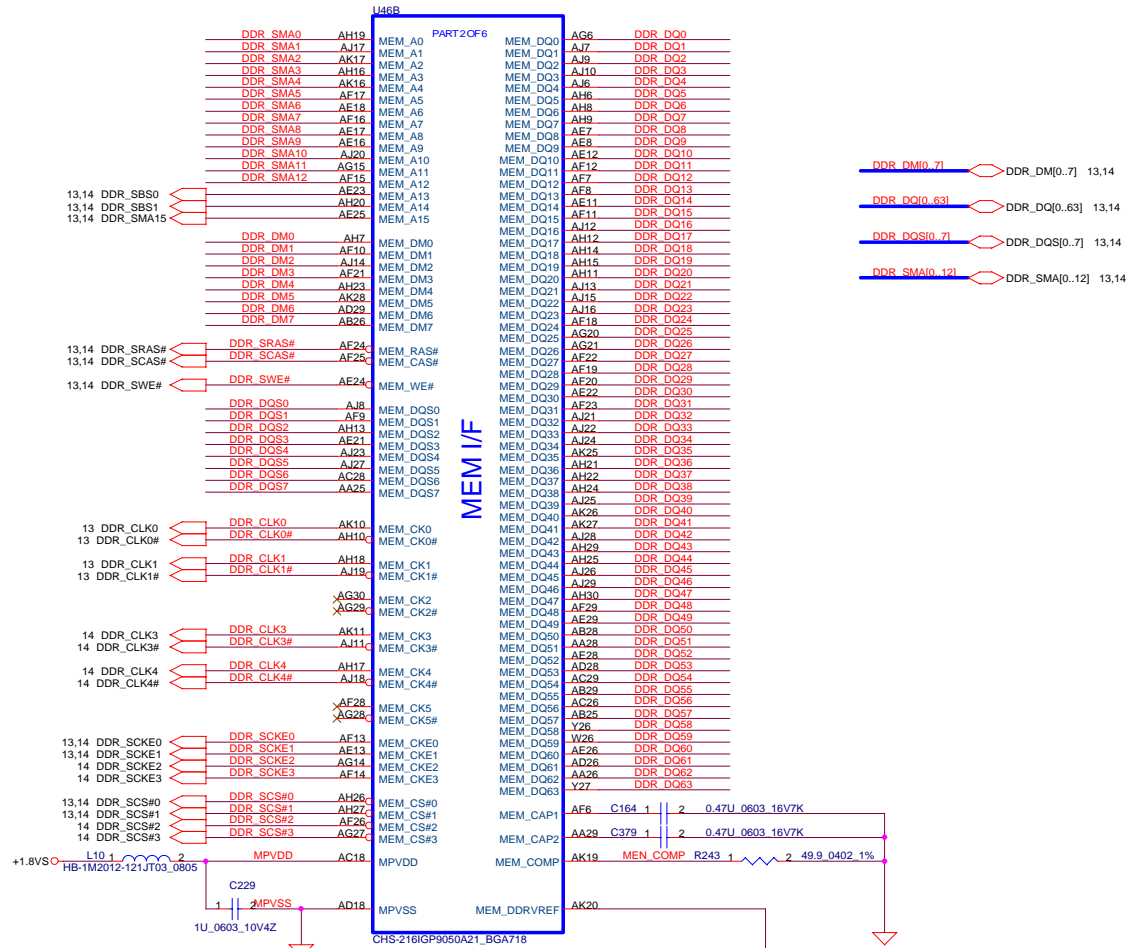 U46B
PART2OF6
DDR_SMA0 AH19 MEM_A0
DDR_SMA1 AJ17 MEM_A1
DDR_SMA2 AK17 MEM_A2
DDR_SMA3 AH16 MEM_A3
DDR_SMA4 AK16 MEM_A4
DDR_SMA5 AF17 MEM_A5
DDR_SMA6 AE18 MEM_A6
DDR_SMA7 AF16 MEM_A7
DDR_SMA8 AE17 MEM_A8
DDR_SMA9 AE16 MEM_A9
DDR_SMA10 AJ20 MEM_A10
DDR_SMA11 AG15 MEM_A11
DDR_SMA12 AF15 MEM_A12
13,14 DDR_SBS0 AE23 MEM_A13
13,14 DDR_SBS1 AH20 MEM_A14
13,14 DDR_SMA15 AE25 MEM_A15
DDR_DM0 AH7 MEM_DM0
DDR_DM1 AF10 MEM_DM1
DDR_DM2 AJ14 MEM_DM2
DDR_DM3 AF21 MEM_DM3
DDR_DM4 AH23 MEM_DM4
DDR_DM5 AK28 MEM_DM5
DDR_DM6 AD29 MEM_DM6
DDR_DM7 AB26 MEM_DM7
13,14 DDR_SRAS# DDR_SRAS# AF24 MEM_RAS#
13,14 DDR_SCAS# DDR_SCAS# AF25 MEM_CAS#
13,14 DDR_SWE# DDR_SWE# AE24 MEM_WE#
DDR_DQS0 AJ8 MEM_DQS0
DDR_DQS1 AF9 MEM_DQS1
DDR_DQS2 AH13 MEM_DQS2
DDR_DQS3 AE21 MEM_DQS3
DDR_DQS4 AJ23 MEM_DQS4
DDR_DQS5 AJ27 MEM_DQS5
DDR_DQS6 AC28 MEM_DQS6
DDR_DQS7 AA25 MEM_DQS7
13 DDR_CLK0 DDR_CLK0 AK10 MEM_CK0
13 DDR_CLK0# DDR_CLK0# AH10 MEM_CK0#
13 DDR_CLK1 DDR_CLK1 AH18 MEM_CK1
13 DDR_CLK1# DDR_CLK1# AJ19 MEM_CK1#
AG30 MEM_CK2
AG29 MEM_CK2#
14 DDR_CLK3 DDR_CLK3 AK11 MEM_CK3
14 DDR_CLK3# DDR_CLK3# AJ11 MEM_CK3#
14 DDR_CLK4 DDR_CLK4 AH17 MEM_CK4
14 DDR_CLK4# DDR_CLK4# AJ18 MEM_CK4#
AF28 MEM_CK5
AG28 MEM_CK5#
13,14 DDR_SCKE0 DDR_SCKE0 AF13 MEM_CKE0
13,14 DDR_SCKE1 DDR_SCKE1 AE13 MEM_CKE1
14 DDR_SCKE2 DDR_SCKE2 AG14 MEM_CKE2
14 DDR_SCKE3 DDR_SCKE3 AF14 MEM_CKE3
13,14 DDR_SCS#0 DDR_SCS#0 AH26 MEM_CS#0
13,14 DDR_SCS#1 DDR_SCS#1 AH27 MEM_CS#1
14 DDR_SCS#2 DDR_SCS#2 AF26 MEM_CS#2
14 DDR_SCS#3 DDR_SCS#3 AG27 MEM_CS#3
+1.8VS L10 1 2 MPVDD AC18 MPVDD
HB-1M2012-121JT03_0805
C229
1 2 MPVSS AD18 MPVSS
1U_0603_10V4Z
MEM I/F
MEM_DQ0 AG6 DDR_DQ0
MEM_DQ1 AJ7 DDR_DQ1
MEM_DQ2 AJ9 DDR_DQ2
MEM_DQ3 AJ10 DDR_DQ3
MEM_DQ4 AJ6 DDR_DQ4
MEM_DQ5 AH6 DDR_DQ5
MEM_DQ6 AH8 DDR_DQ6
MEM_DQ7 AH9 DDR_DQ7
MEM_DQ8 AE7 DDR_DQ8
MEM_DQ9 AE8 DDR_DQ9
MEM_DQ10 AE12 DDR_DQ10
MEM_DQ11 AF12 DDR_DQ11
MEM_DQ12 AF7 DDR_DQ12
MEM_DQ13 AF8 DDR_DQ13
MEM_DQ14 AE11 DDR_DQ14
MEM_DQ15 AF11 DDR_DQ15
MEM_DQ16 AJ12 DDR_DQ16
MEM_DQ17 AH12 DDR_DQ17
MEM_DQ18 AH14 DDR_DQ18
MEM_DQ19 AH15 DDR_DQ19
MEM_DQ20 AH11 DDR_DQ20
MEM_DQ21 AJ13 DDR_DQ21
MEM_DQ22 AJ15 DDR_DQ22
MEM_DQ23 AJ16 DDR_DQ23
MEM_DQ24 AF18 DDR_DQ24
MEM_DQ25 AG20 DDR_DQ25
MEM_DQ26 AG21 DDR_DQ26
MEM_DQ27 AF22 DDR_DQ27
MEM_DQ28 AF19 DDR_DQ28
MEM_DQ29 AF20 DDR_DQ29
MEM_DQ30 AE22 DDR_DQ30
MEM_DQ31 AF23 DDR_DQ31
MEM_DQ32 AJ21 DDR_DQ32
MEM_DQ33 AJ22 DDR_DQ33
MEM_DQ34 AJ24 DDR_DQ34
MEM_DQ35 AK25 DDR_DQ35
MEM_DQ36 AH21 DDR_DQ36
MEM_DQ37 AH22 DDR_DQ37
MEM_DQ38 AH24 DDR_DQ38
MEM_DQ39 AJ25 DDR_DQ39
MEM_DQ40 AK26 DDR_DQ40
MEM_DQ41 AK27 DDR_DQ41
MEM_DQ42 AJ28 DDR_DQ42
MEM_DQ43 AH29 DDR_DQ43
MEM_DQ44 AH25 DDR_DQ44
MEM_DQ45 AJ26 DDR_DQ45
MEM_DQ46 AJ29 DDR_DQ46
MEM_DQ47 AH30 DDR_DQ47
MEM_DQ48 AF29 DDR_DQ48
MEM_DQ49 AE29 DDR_DQ49
MEM_DQ50 AB28 DDR_DQ50
MEM_DQ51 AA28 DDR_DQ51
MEM_DQ52 AE28 DDR_DQ52
MEM_DQ53 AD28 DDR_DQ53
MEM_DQ54 AC29 DDR_DQ54
MEM_DQ55 AB29 DDR_DQ55
MEM_DQ56 AC26 DDR_DQ56
MEM_DQ57 AB25 DDR_DQ57
MEM_DQ58 Y26 DDR_DQ58
MEM_DQ59 W26 DDR_DQ59
MEM_DQ60 AE26 DDR_DQ60
MEM_DQ61 AD26 DDR_DQ61
MEM_DQ62 AA26 DDR_DQ62
MEM_DQ63 Y27 DDR_DQ63
MEM_CAP1 AF6 C164 1 2 0.47U_0603_16V7K
MEM_CAP2 AA29 C379 1 2 0.47U_0603_16V7K
MEM_COMP AK19 MEN_COMP R243 1 2 49.9_0402_1%
MEM_DDRVREF AK20
CHS-216IGP9050A21_BGA718
DDR_DM[0..7] DDR_DM[0..7] 13,14
DDR_DQ[0..63] DDR_DQ[0..63] 13,14
DDR_DQS[0..7] DDR_DQS[0..7] 13,14
DDR_SMA[0..12] DDR_SMA[0..12] 13,14